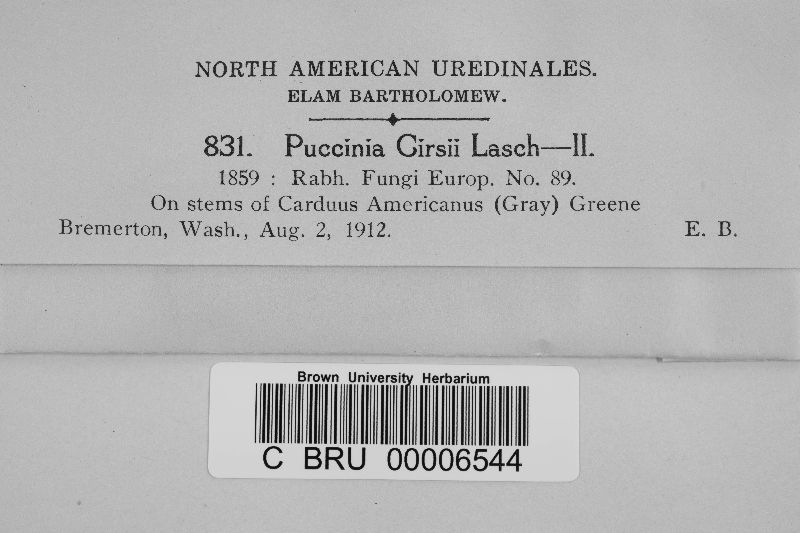 NORTH AMERICAN UREDINALES.
ELAM BARTHOLOMEW.
831. Puccinia Cirsii Lasch—II.
1859 : Rabh. Fungi Europ. No. 89.
On stems of Carduus Americanus (Gray) Greene
Bremerton, Wash., Aug. 2, 1912. E. B.
Brown University Herbarium
C BRU 00006544